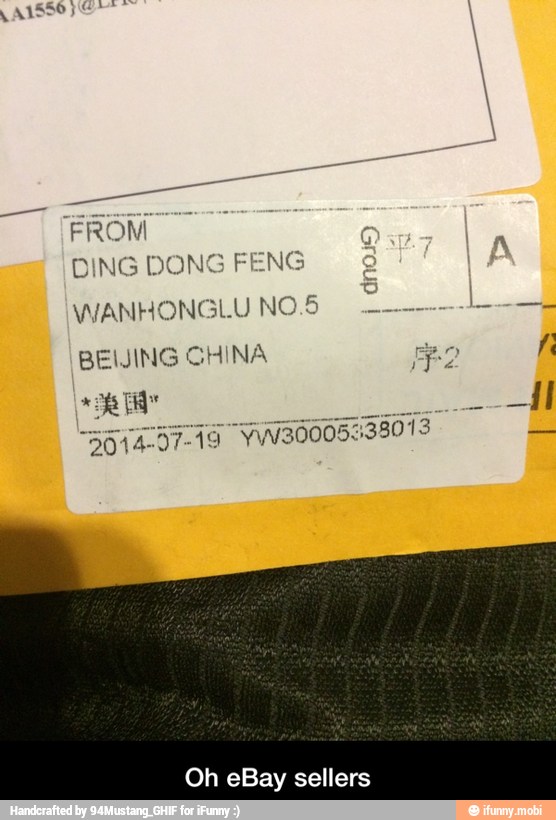 FROM
DING DONG FENG
WANHONGLU NO.5
BEIJING CHINA
*美国"
Group
平7
A
序2
2014-07-19 YW30005338013
Oh eBay sellers
Handcrafted by 94Mustang_GHIF for iFunny :)
ifunny.mobi